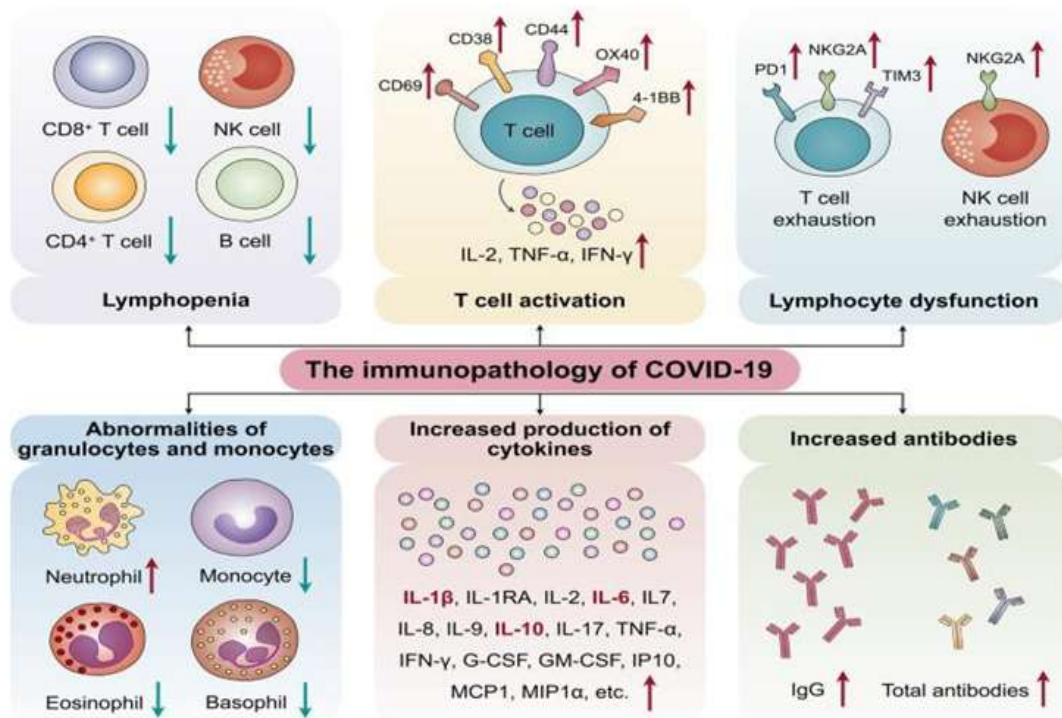 CD8⁺ T cell
NK cell
CD4⁺ T cell
B cell
Lymphopenia
CD69
CD38
CD44
OX40
4-1BB
T cell
IL-2, TNF-α, IFN-γ
T cell activation
PD1
NKG2A
TIM3
NKG2A
T cell
exhaustion
NK cell
exhaustion
Lymphocyte dysfunction
The immunopathology of COVID-19
Abnormalities of
granulocytes and monocytes
Neutrophil
Monocyte
Eosinophil
Basophil
Increased production of
cytokines
IL-1β, IL-1RA, IL-2, IL-6, IL7,
IL-8, IL-9, IL-10, IL-17, TNF-α,
IFN-γ, G-CSF, GM-CSF, IP10,
MCP1, MIP1α, etc.
Increased antibodies
IgG
Total antibodies